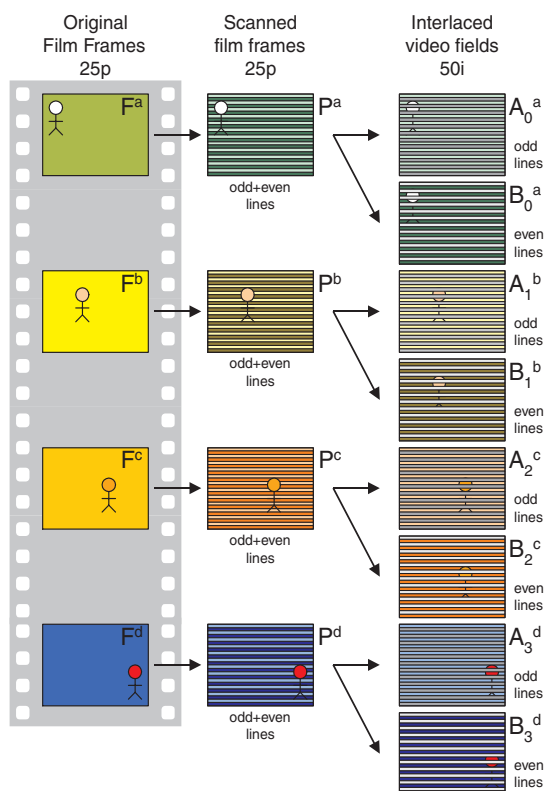 Original
Film Frames
25p
Scanned
film frames
25p
Interlaced
video fields
50i
Fᵃ
Pᵃ
odd+even
lines
A₀ᵃ
odd
lines
B₀ᵃ
even
lines
Fᵇ
Pᵇ
odd+even
lines
A₁ᵇ
odd
lines
B₁ᵇ
even
lines
Fᶜ
Pᶜ
odd+even
lines
A₂ᶜ
odd
lines
B₂ᶜ
even
lines
Fᵈ
Pᵈ
odd+even
lines
A₃ᵈ
odd
lines
B₃ᵈ
even
lines